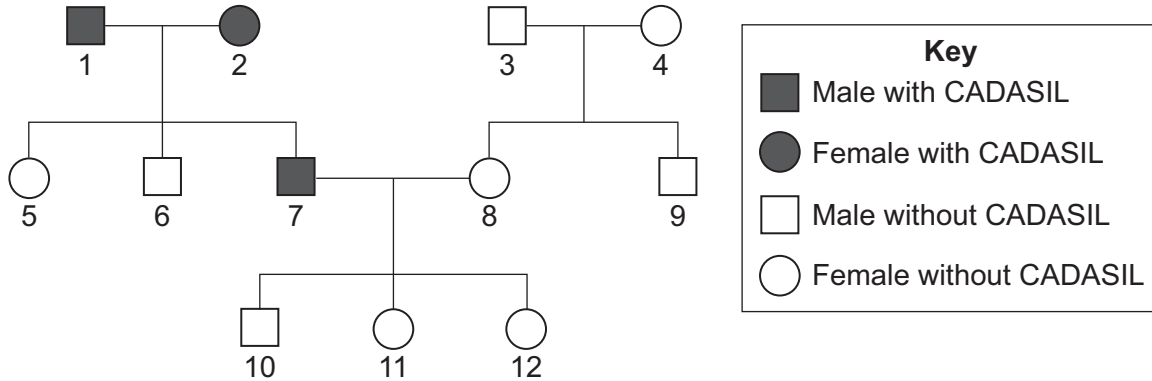 1
2
3
4
Key
Male with CADASIL
Female with CADASIL
Male without CADASIL
Female without CADASIL
5
6
7
8
9
10
11
12